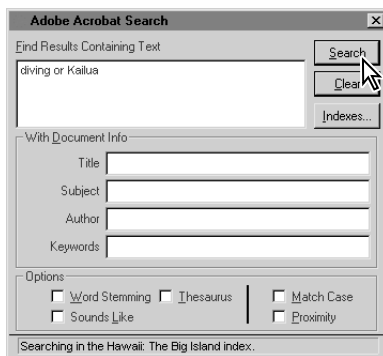 Adobe Acrobat Search
Find Results Containing Text
Search
diving or Kailua
Clear
Indexes...
With Document Info
Title
Subject
Author
Keywords
Options
Word Stemming Thesaurus Match Case
Sounds Like Proximity
Searching in the Hawaii: The Big Island index.